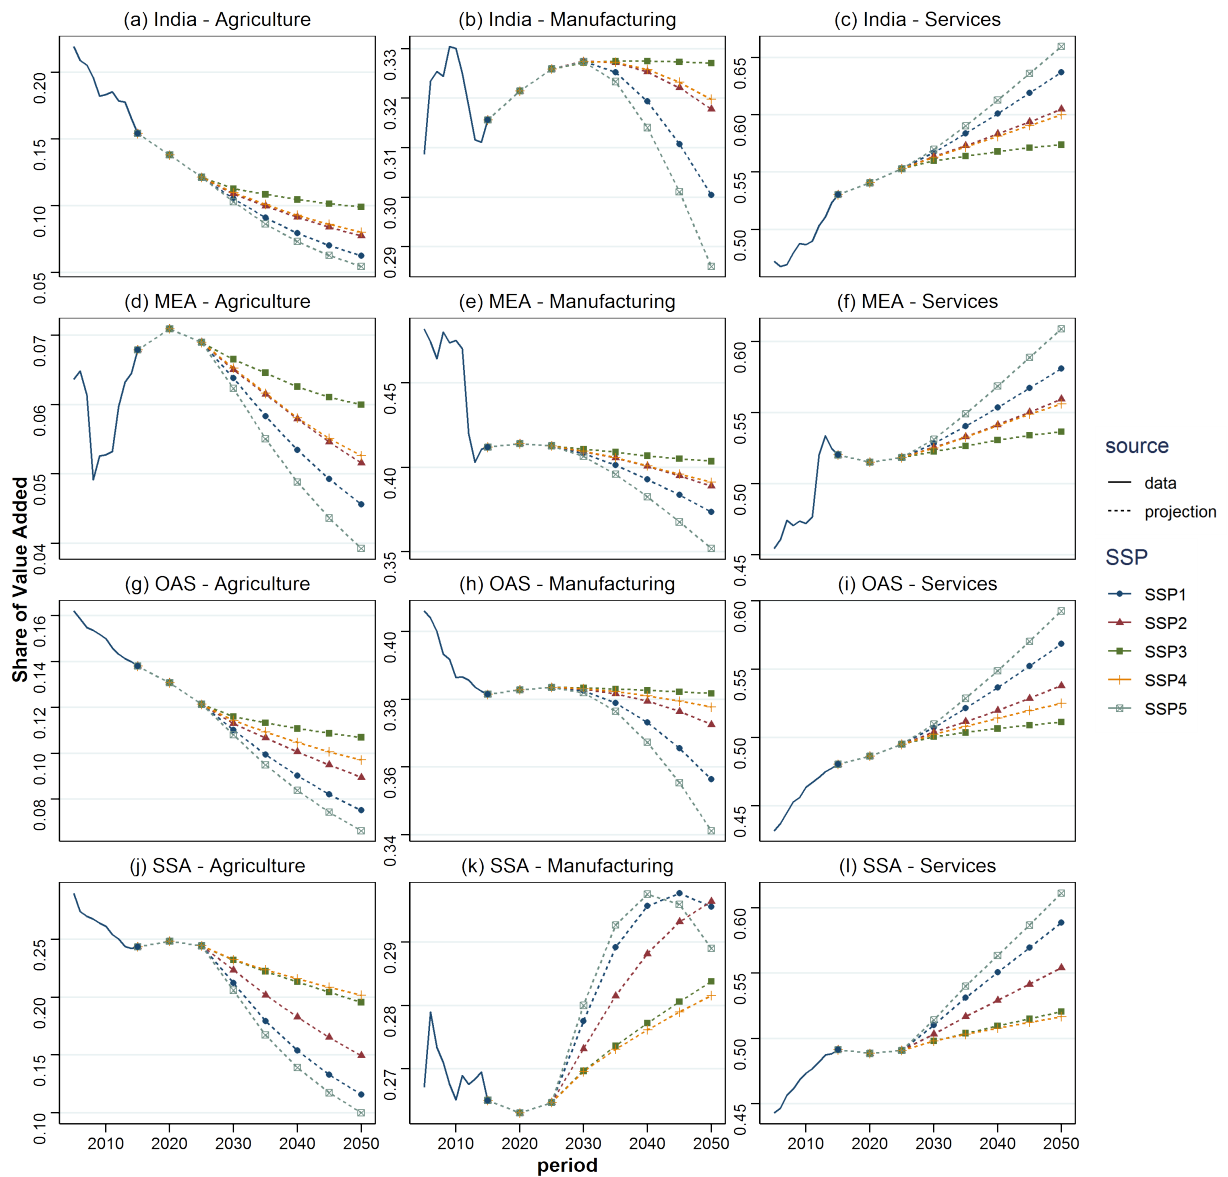 (a) India - Agriculture
(b) India - Manufacturing
(c) India - Services
0.20
0.15
0.10
0.05
0.33
0.32
0.31
0.30
0.29
0.65
0.60
0.55
0.50
(d) MEA - Agriculture
(e) MEA - Manufacturing
(f) MEA - Services
0.07
0.06
0.05
0.04
0.45
0.40
0.35
0.60
0.55
0.50
0.45
(g) OAS - Agriculture
(h) OAS - Manufacturing
(i) OAS - Services
0.16
0.14
0.12
0.10
0.08
0.40
0.38
0.36
0.34
0.60
0.55
0.50
0.45
(j) SSA - Agriculture
(k) SSA - Manufacturing
(l) SSA - Services
0.25
0.20
0.15
0.10
0.29
0.28
0.27
0.60
0.55
0.50
0.45
2010 2020 2030 2040 2050
2010 2020 2030 2040 2050
2010 2020 2030 2040 2050
Share of Value Added
period
source
data
projection
SSP
SSP1
SSP2
SSP3
SSP4
SSP5